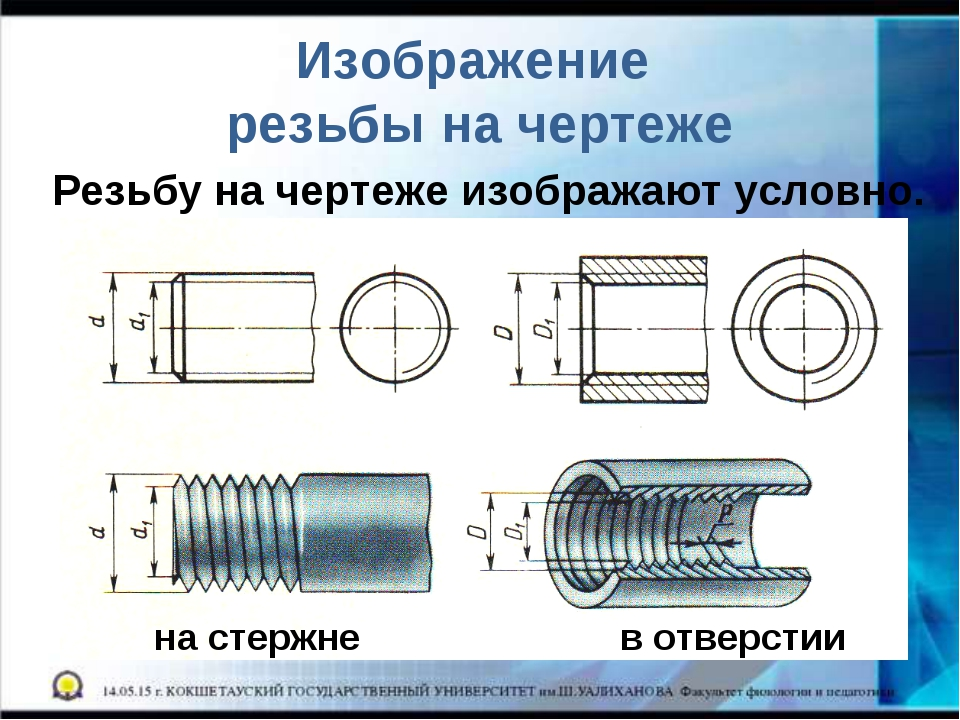 Изображение
резьбы на чертеже
Резьбу на чертеже изображают условно.
d
d₁
D
D₁
d
d₁
D
D₁
P
на стержне
в отверстии
14.05.15 г. КОКШЕТАУСКИЙ ГОСУДАРСТВЕННЫЙ УНИВЕРСИТЕТ им.Ш.УАЛИХАНОВА Факультет филологии и педагогики